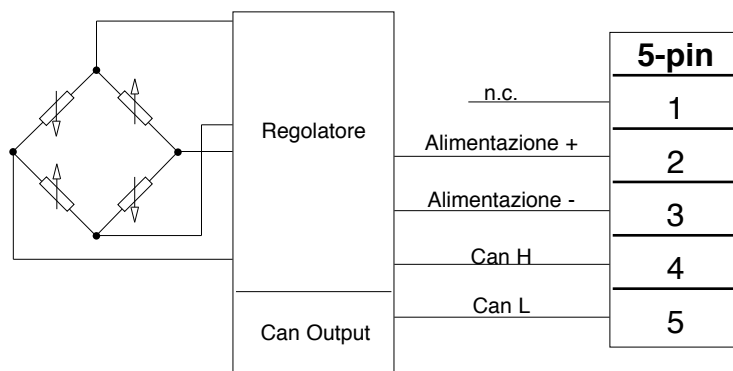 5-pin
n.c.
1
Regolatore
Alimentazione +
2
Alimentazione -
3
Can H
4
Can L
5
Can Output